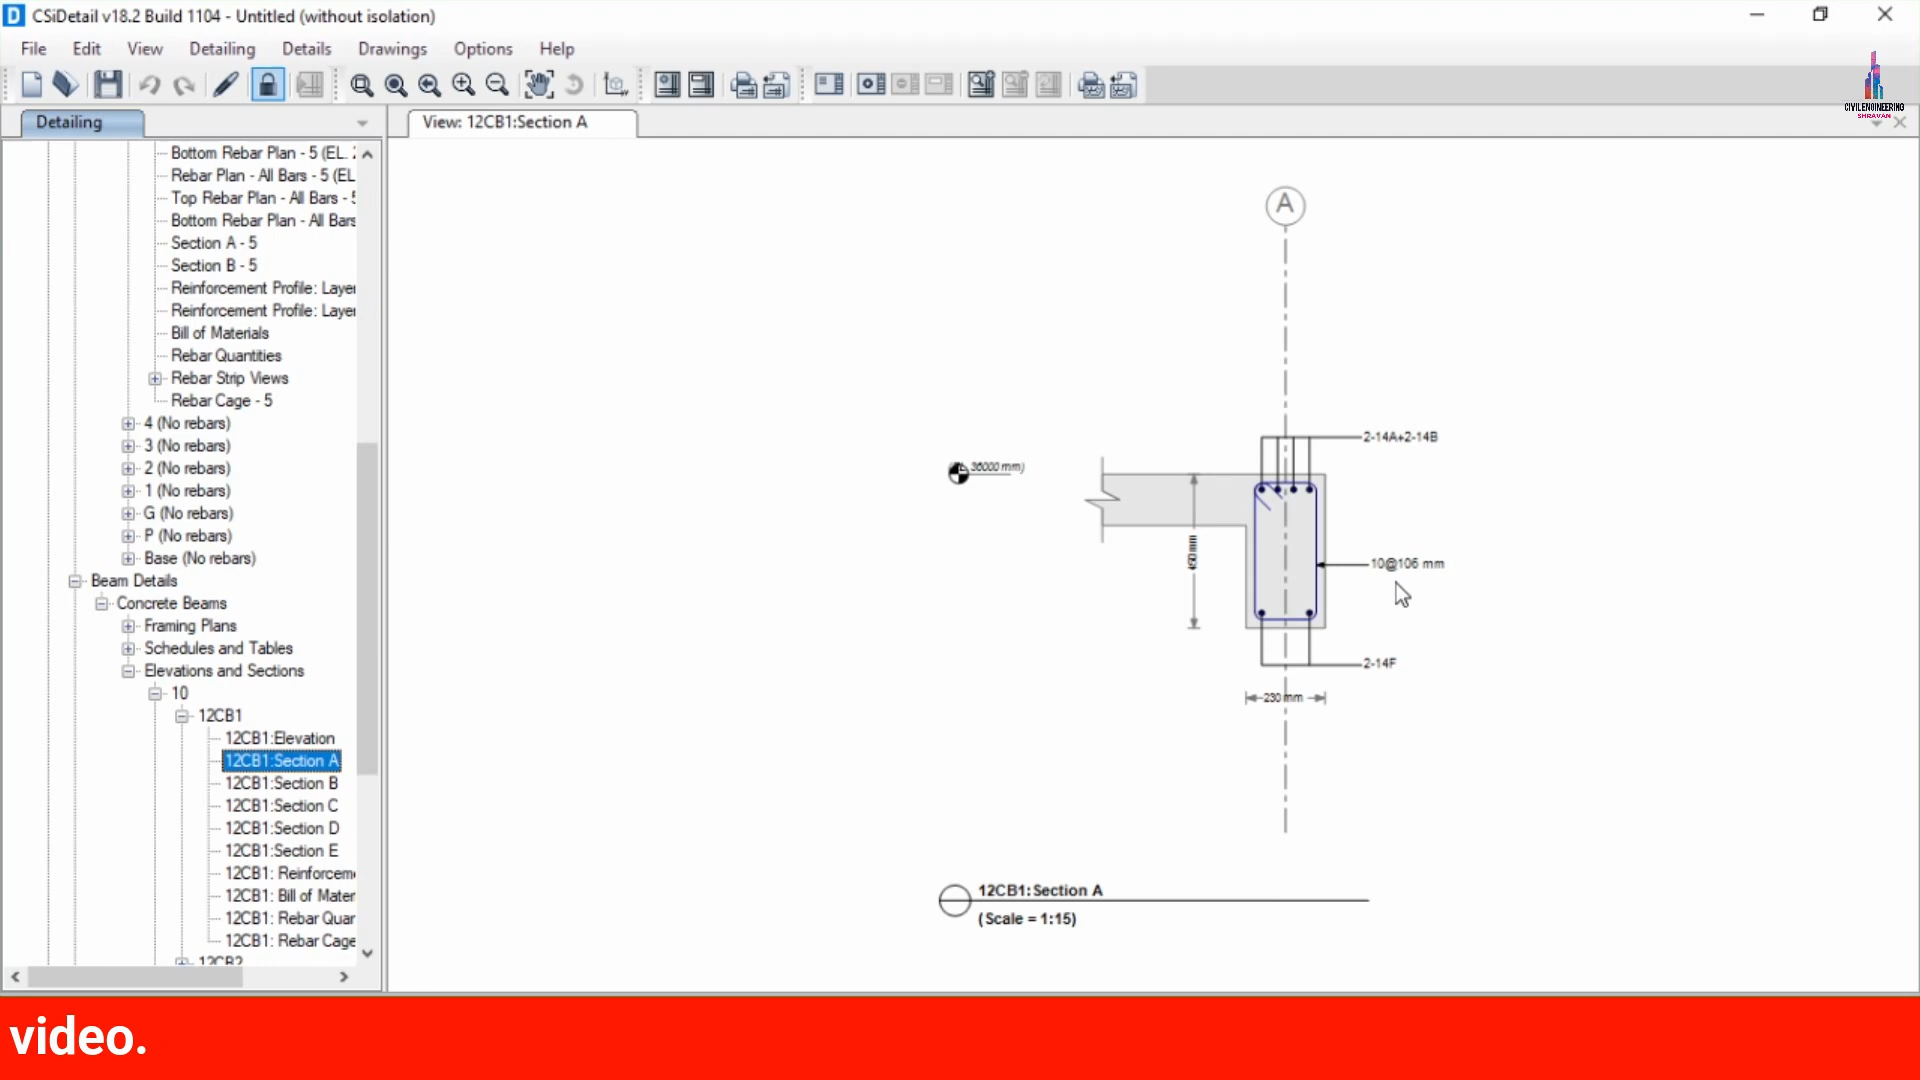 CSiDetail v18.2 Build 1104 - Untitled (without isolation)
File Edit View Detailing Details Drawings Options Help
CIVILENGINEERING
SHRAVAN
Detailing
View: 12CB1:Section A
Bottom Rebar Plan - 5 (EL. 
Rebar Plan - All Bars - 5 (EL
Top Rebar Plan - All Bars - 5
Bottom Rebar Plan - All Bars
Section A - 5
Section B - 5
Reinforcement Profile: Layer
Reinforcement Profile: Layer
Bill of Materials
Rebar Quantities
Rebar Strip Views
Rebar Cage - 5
4 (No rebars)
3 (No rebars)
2 (No rebars)
1 (No rebars)
G (No rebars)
P (No rebars)
Base (No rebars)
Beam Details
Concrete Beams
Framing Plans
Schedules and Tables
Elevations and Sections
10
12CB1
12CB1:Elevation
12CB1:Section A
12CB1:Section B
12CB1:Section C
12CB1:Section D
12CB1:Section E
12CB1: Reinforcem
12CB1: Bill of Mater
12CB1: Rebar Quar
12CB1: Rebar Cage
12CB2
A
2-14A+2-14B
36000 mm)
450 mm
10@106 mm
2-14F
230 mm
12CB1:Section A
(Scale = 1:15)
video.